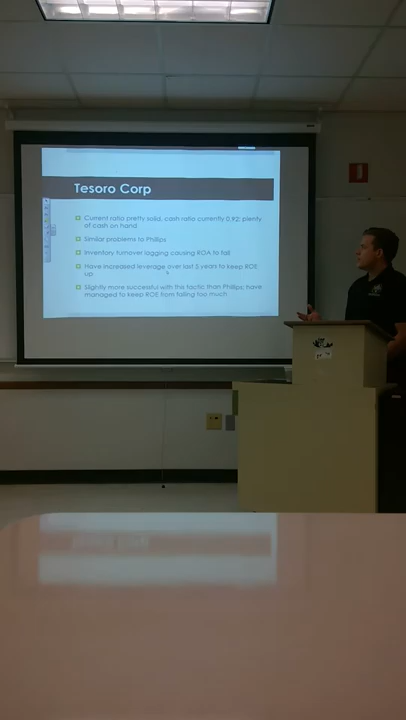 Tesoro Corp
Current ratio pretty solid, cash ratio currently 0.92; plenty
of cash on hand
Similar problems to Phillips
Inventory turnover lagging causing ROA to fall
Have increased leverage over last 5 years to keep ROE
up
Slightly more successful with this tactic than Phillips; have
managed to keep ROE from falling too much